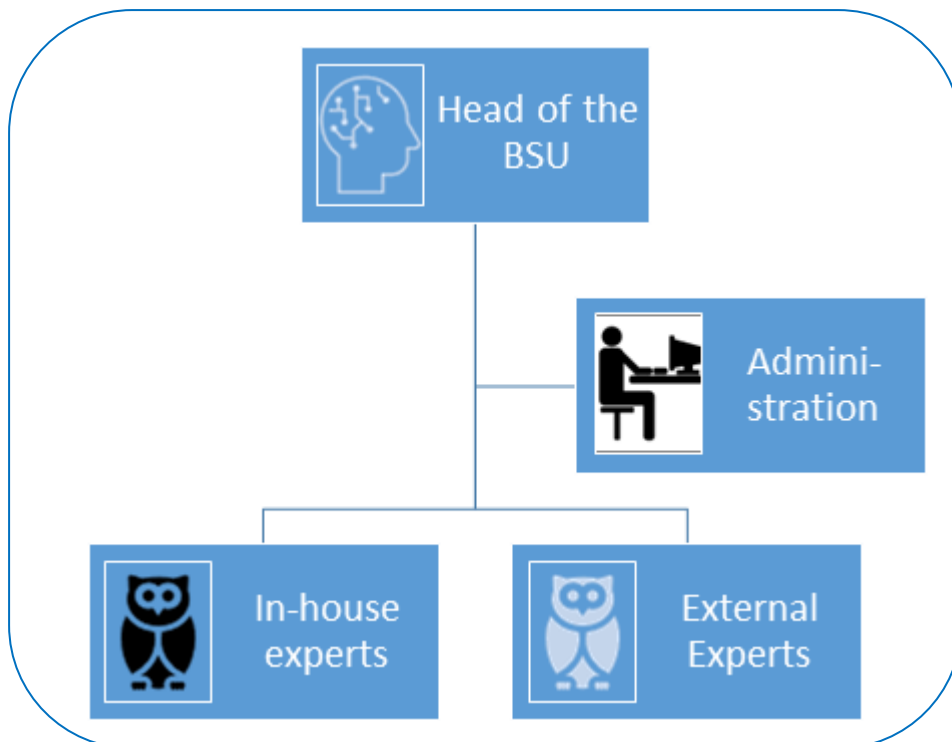 Head of the
BSU
Admini-
stration
In-house
experts
External
Experts